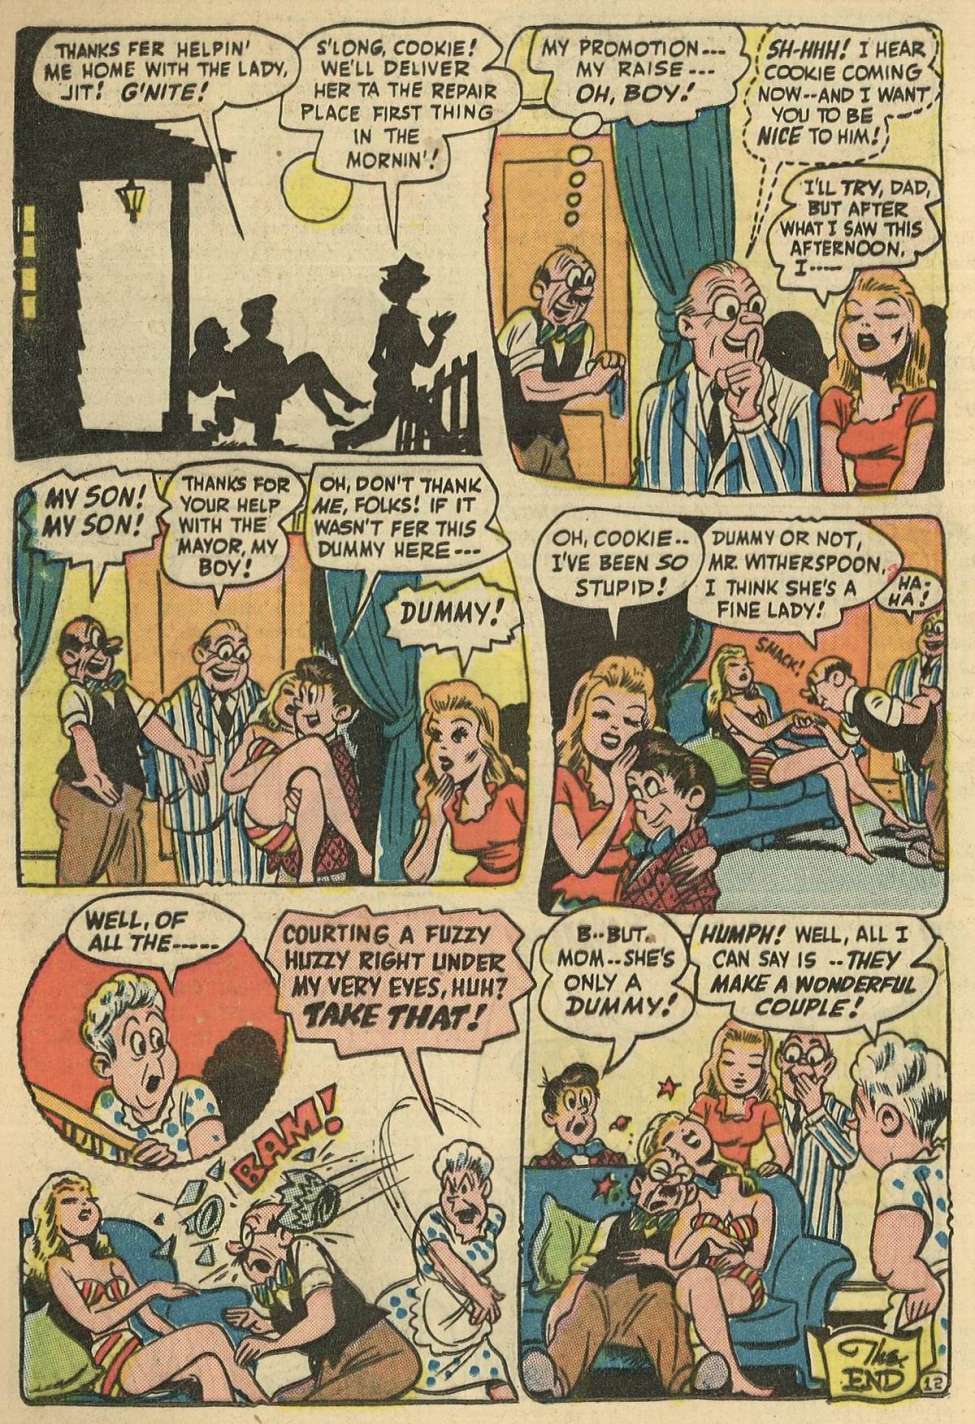 THANKS FER HELPIN'
ME HOME WITH THE LADY,
JIT! G'NITE!
S'LONG, COOKIE!
WE'LL DELIVER
HER TA THE REPAIR
PLACE FIRST THING
IN THE
MORNIN'!
MY PROMOTION---
MY RAISE---
OH, BOY!
SH-HHH! I HEAR
COOKIE COMING
NOW--AND I WANT
YOU TO BE
NICE TO HIM!
I'LL TRY, DAD,
BUT AFTER
WHAT I SAW THIS
AFTERNOON,
I-----
MY SON!
MY SON!
THANKS FOR
YOUR HELP
WITH THE
MAYOR, MY
BOY!
OH, DON'T THANK
ME, FOLKS! IF IT
WASN'T FER THIS
DUMMY HERE---
DUMMY!
OH, COOKIE--
I'VE BEEN SO
STUPID!
DUMMY OR NOT,
MR. WITHERSPOON,
I THINK SHE'S A
FINE LADY!
HA-
HA!
SMACK!
WELL, OF
ALL THE-----
COURTING A FUZZY
HUZZY RIGHT UNDER
MY VERY EYES, HUH?
TAKE THAT!
BAM!
B--BUT
MOM--SHE'S
ONLY A
DUMMY!
HUMPH! WELL, ALL I
CAN SAY IS --THEY
MAKE A WONDERFUL
COUPLE!
The
END
12